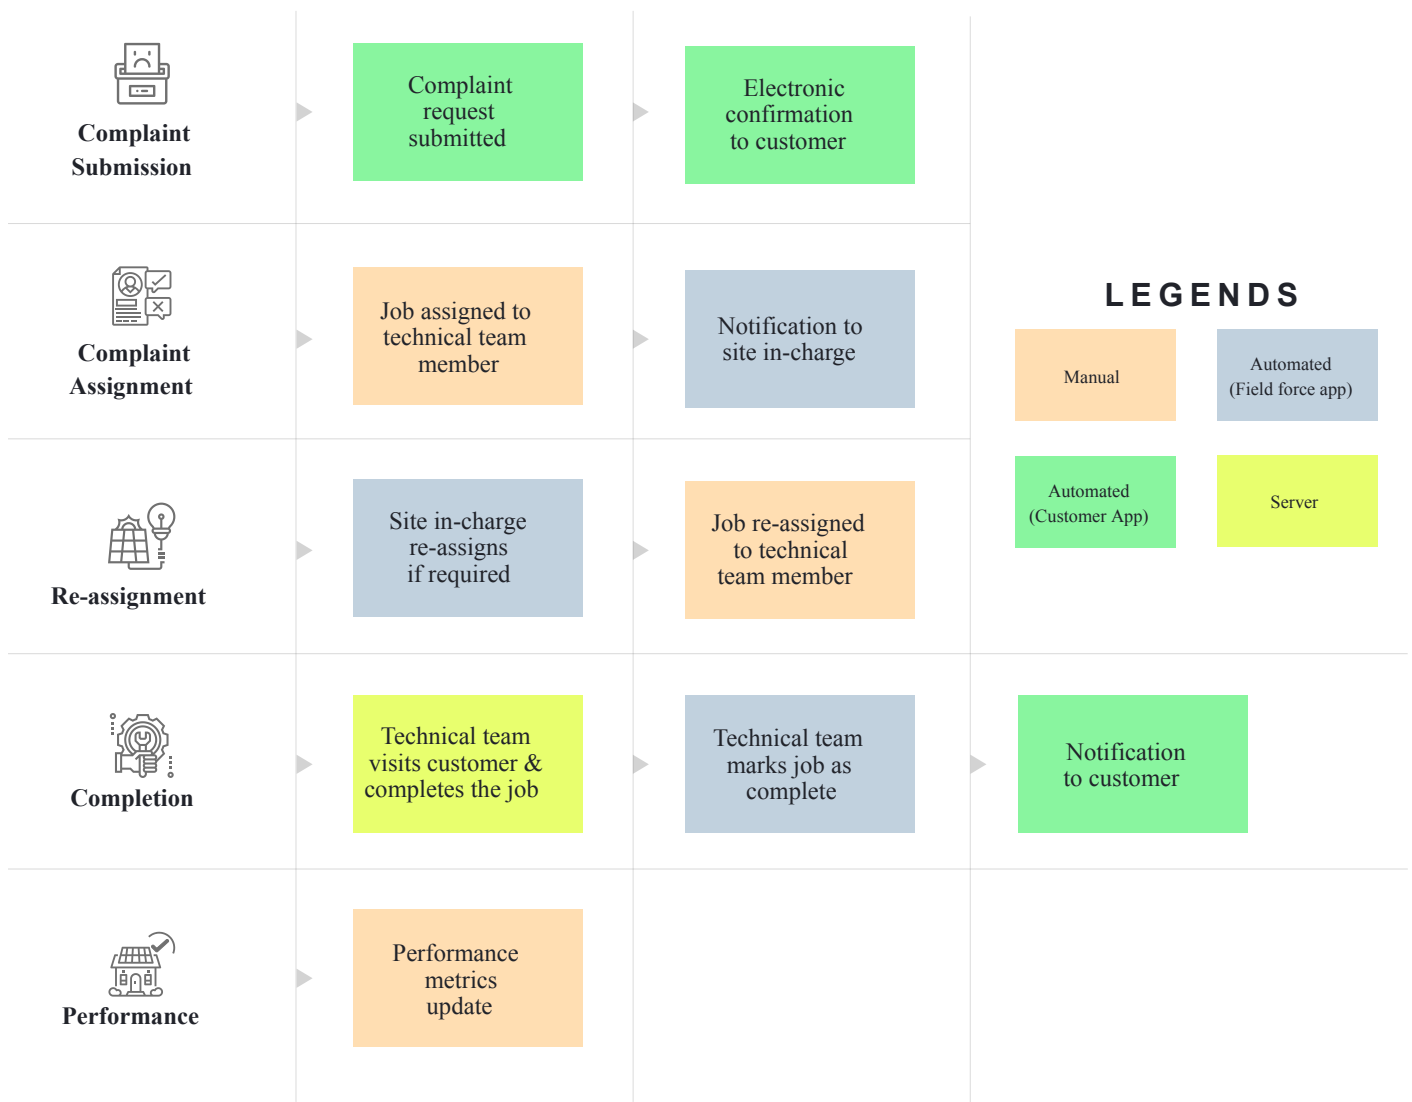 Complaint
Submission
Complaint
request
submitted
Electronic
confirmation
to customer
Complaint
Assignment
Job assigned to
technical team
member
Notification to
site in-charge
LEGENDS
Manual
Automated
(Field force app)
Automated
(Customer App)
Server
Re-assignment
Site in-charge
re-assigns
if required
Job re-assigned
to technical
team member
Completion
Technical team
visits customer &
completes the job
Technical team
marks job as
complete
Notification
to customer
Performance
Performance
metrics
update